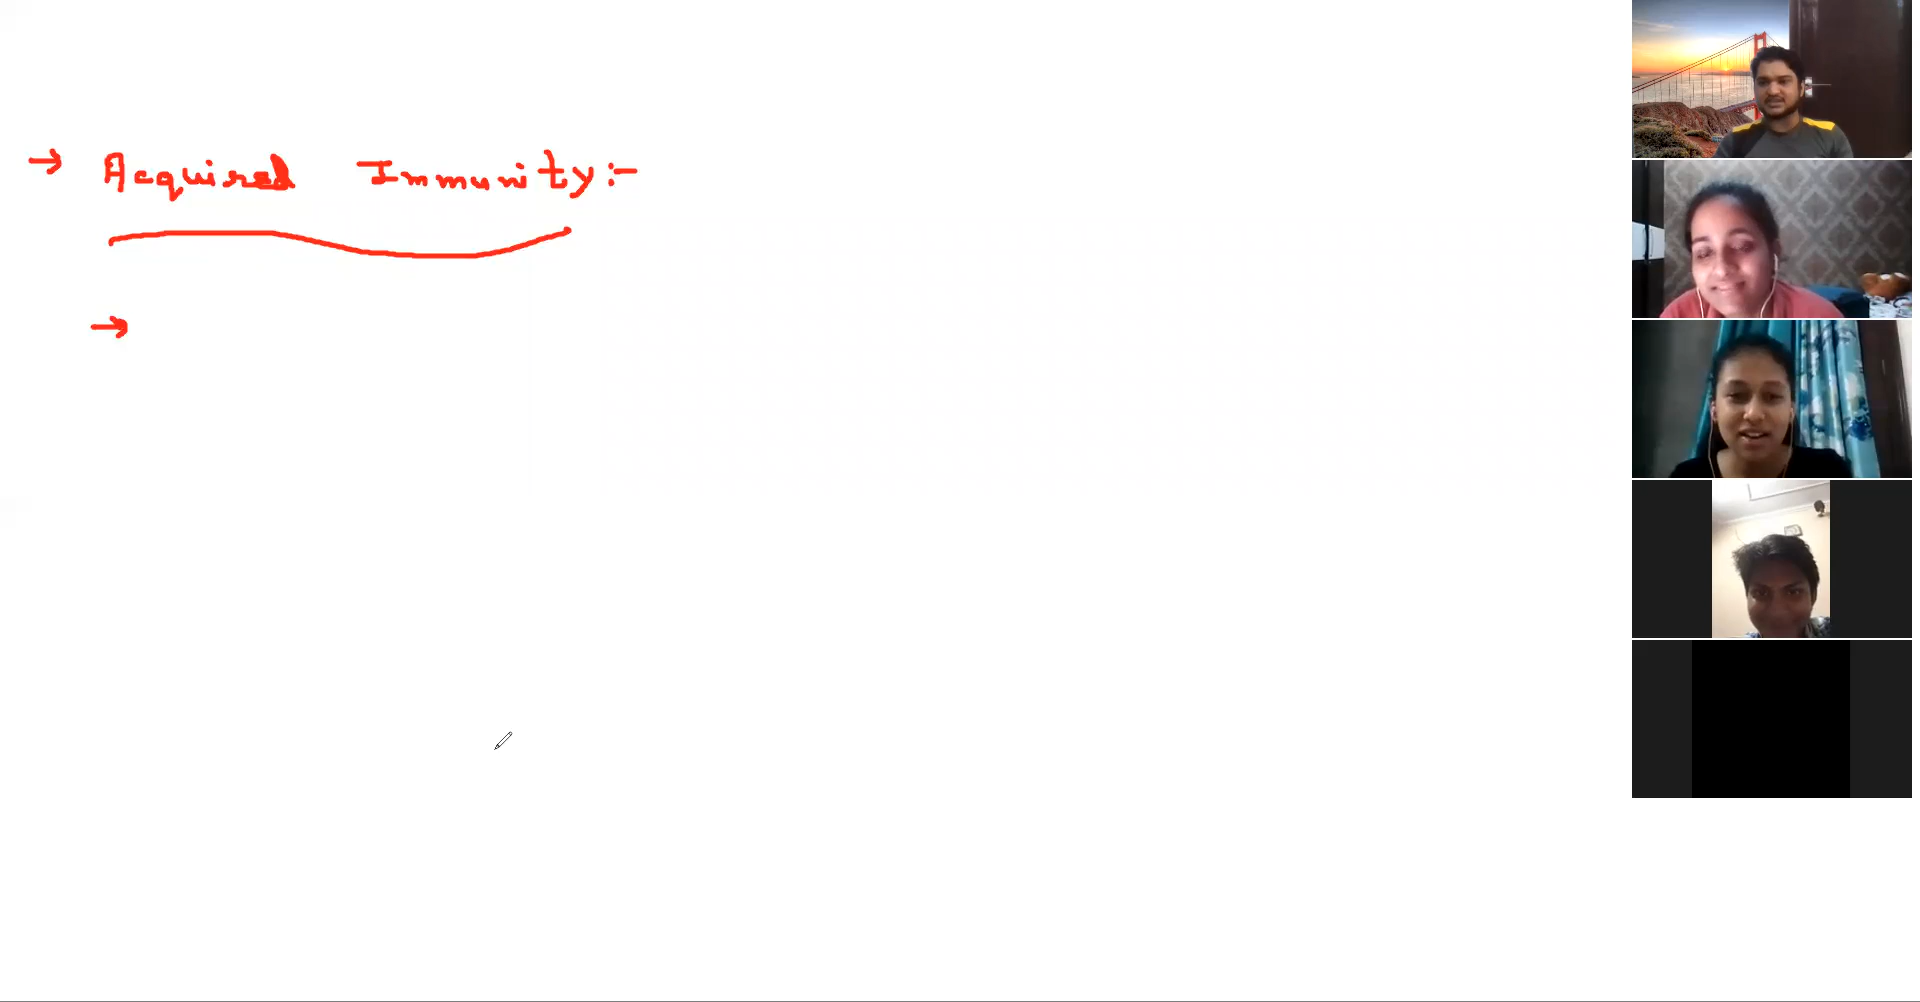 → Acquired Immunity:-
→